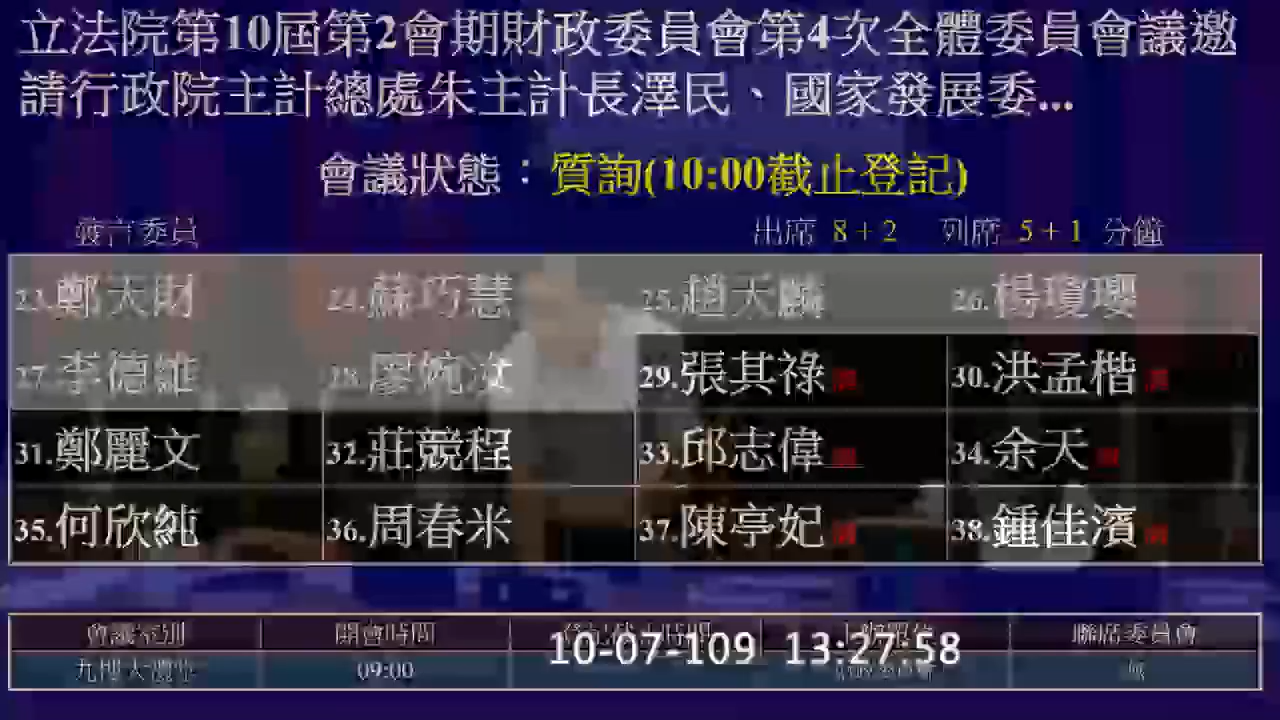 立法院第10屆第2會期財政委員會第4次全體委員會議邀
請行政院主計總處朱主計長澤民、國家發展委...
會議狀態：質詢(10:00截止登記)
發言委員 出席 8+2 列席 5+1 分鐘
23.鄭天財 24.蘇巧慧 25.趙天麟 26.楊瓊瓔
27.李德維 28.廖婉汝 29.張其祿 30.洪孟楷
31.鄭麗文 32.莊競程 33.邱志偉 34.余天
35.何欣純 36.周春米 37.陳亭妃 38.鍾佳濱
會議室別 開會時間 聯席委員會
09:00
10-07-109 13:27:58